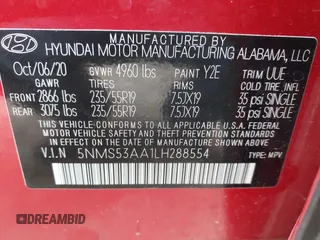 BY
HYUNDAI MOTOR MANUFACTURING ALABAMA, LLC
Oct/06/20 GVWR 4960 lbs PAINT Y2E TRIM UUE
GAWR TIRES RIMS COLD TIRE INFL.
FRONT 2866 lbs 235/55R19 7.5JX19 35 psi SINGLE
REAR 3075 lbs 235/55R19 7.5JX19 35 psi SINGLE
THIS VEHICLE CONFORMS TO ALL APPLICABLE U.S. FEDERAL MOTOR
VEHICLE SAFETY AND THEFT PREVENTION STANDARDS IN EFFECT
ON THE DATE OF MANUFACTURE SHOWN ABOVE.
V.I.N 5NMS53AA1LH288554 TYPE: MPV
DREAMBID